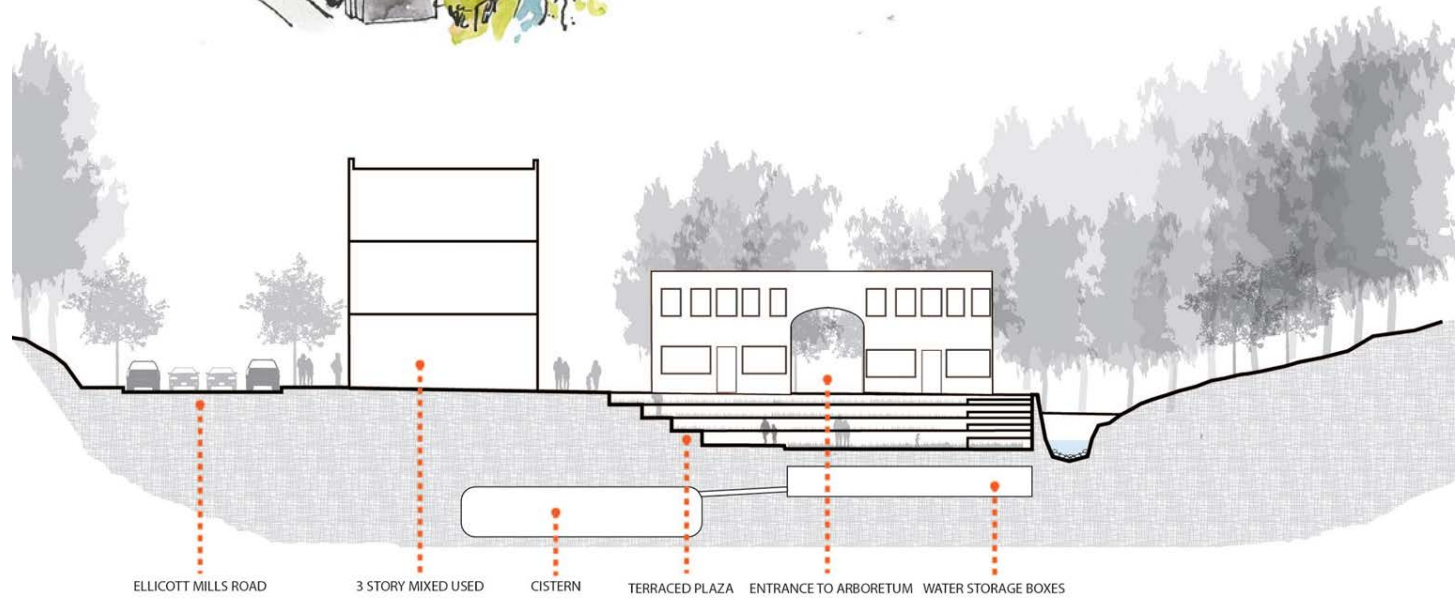 ELLICOTT MILLS ROAD
3 STORY MIXED USED
CISTERN
TERRACED PLAZA
ENTRANCE TO ARBORETUM
WATER STORAGE BOXES